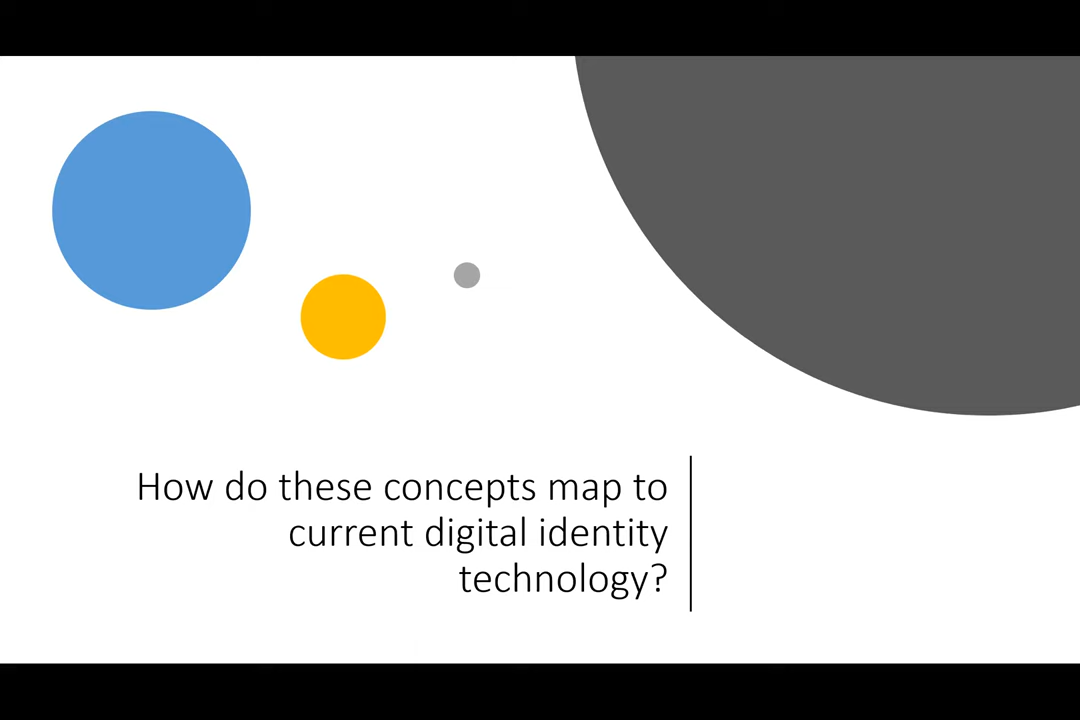 How do these concepts map to
current digital identity
technology?